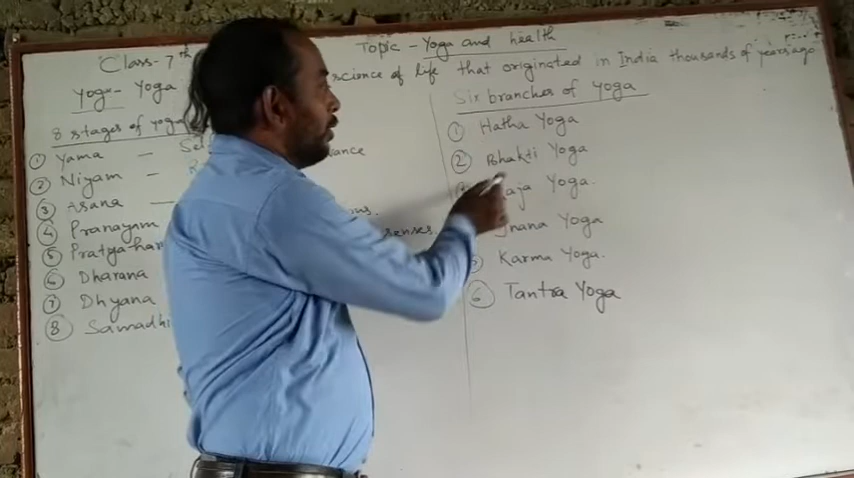 Class-7th Topic - Yoga and health
Yoga- Yoga science of life that originated in India thousands of years ago
8 stages of yoga
1 Yama -
2 Niyam -
3 Asana -
4 Pranayam
5
6 Dharana
7 Dhyana
8 Samadhi
senses.
Six branches of Yoga
1 Hatha Yoga
2 Bhakti Yoga
Yoga.
Jnana Yoga
Karma Yoga.
6 Tantra Yoga